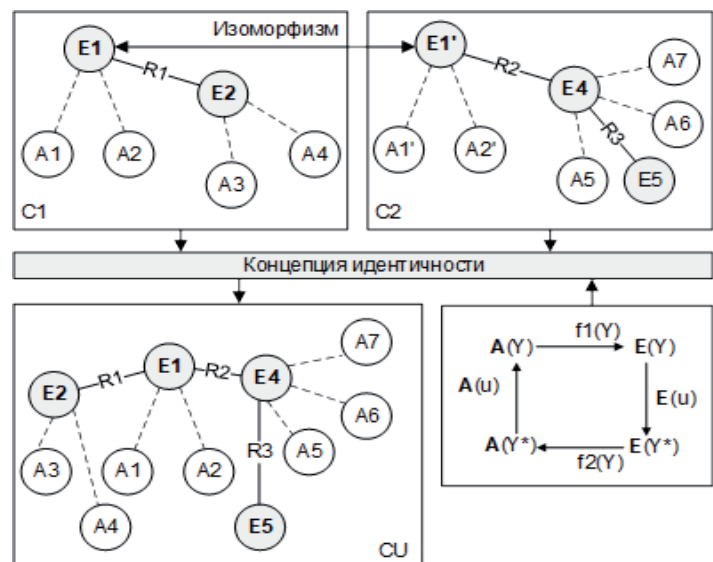 Изоморфизм
E1
R1
E2
A1
A2
A3
A4
C1
E1'
R2
E4
A7
A6
R3
A1'
A2'
A5
E5
C2
Концепция идентичности
E2
R1
E1
R2
E4
A7
A6
A5
R3
A3
A1
A2
A4
E5
CU
A(Y)
f1(Y)
E(Y)
A(u)
E(u)
A(Y*)
f2(Y)
E(Y*)